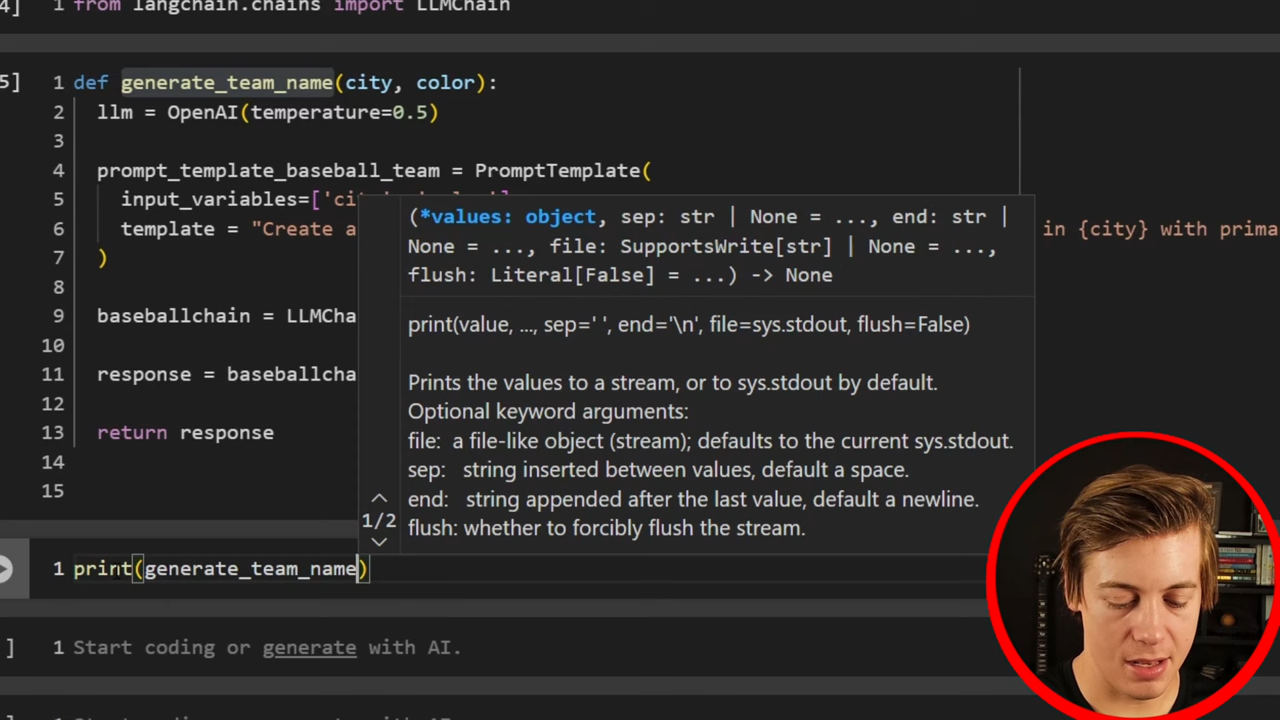 4] 1 from langchain.chains import LLMChain
5] 1 def generate_team_name(city, color):
2 llm = OpenAI(temperature=0.5)
3
4 prompt_template_baseball_team = PromptTemplate(
5 input_variables=['ci
6 template = "Create a in {city} with prima
7 )
8
9 baseballchain = LLMCha
10
11 response = baseballcha
12
13 return response
14
15
(*values: object, sep: str | None = ..., end: str |
None = ..., file: SupportsWrite[str] | None = ...,
flush: Literal[False] = ...) -> None
print(value, ..., sep=' ', end='\n', file=sys.stdout, flush=False)
Prints the values to a stream, or to sys.stdout by default.
Optional keyword arguments:
file: a file-like object (stream); defaults to the current sys.stdout.
sep: string inserted between values, default a space.
end: string appended after the last value, default a newline.
flush: whether to forcibly flush the stream.
1/2
1 print(generate_team_name)
] 1 Start coding or generate with AI.